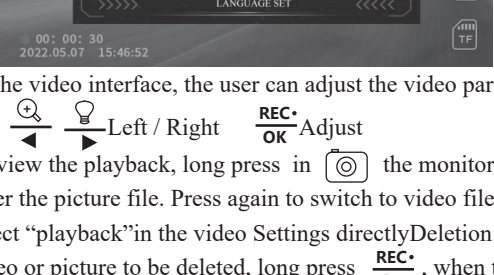 LANGUAGE SET
00: 00: 30
2022.05.07 15:46:52
TF
he video interface, the user can adjust the video par
Left / Right REC• OK Adjust
view the playback, long press in the monitor
er the picture file. Press again to switch to video file
ect “playback”in the video Settings directlyDeletion
eo or picture to be deleted, long press REC• , when t